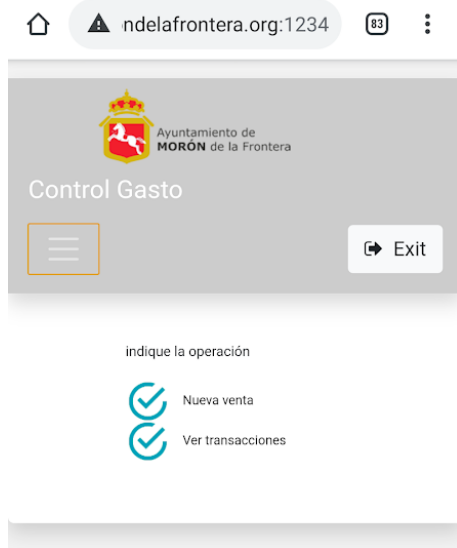 ndelafrontera.org:1234
83
Ayuntamiento de
MORÓN de la Frontera
Control Gasto
Exit
indique la operación
Nueva venta
Ver transacciones